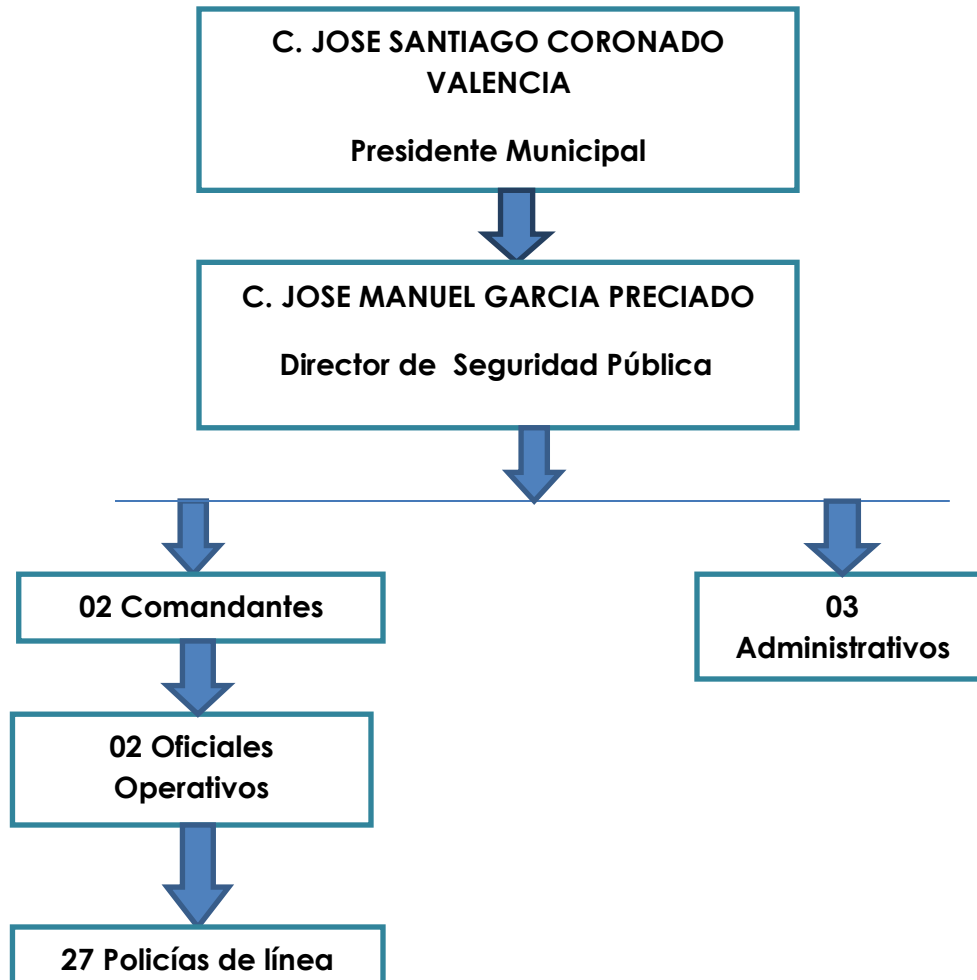 C. JOSE SANTIAGO CORONADO
VALENCIA
Presidente Municipal
C. JOSE MANUEL GARCIA PRECIADO
Director de  Seguridad Pública
02 Comandantes
03
Administrativos
02 Oficiales
Operativos
27 Policías de línea